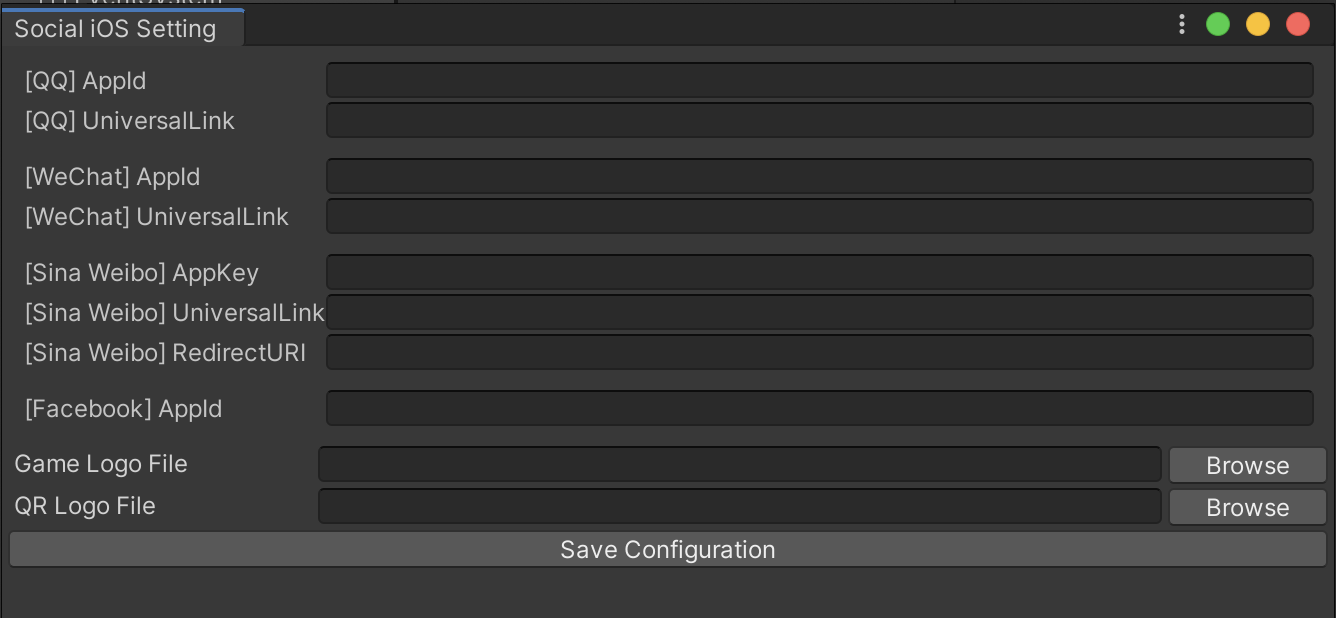 Social iOS Setting
[QQ] AppId
[QQ] UniversalLink
[WeChat] AppId
[WeChat] UniversalLink
[Sina Weibo] AppKey
[Sina Weibo] UniversalLink
[Sina Weibo] RedirectURI
[Facebook] AppId
Game Logo File
Browse
QR Logo File
Browse
Save Configuration